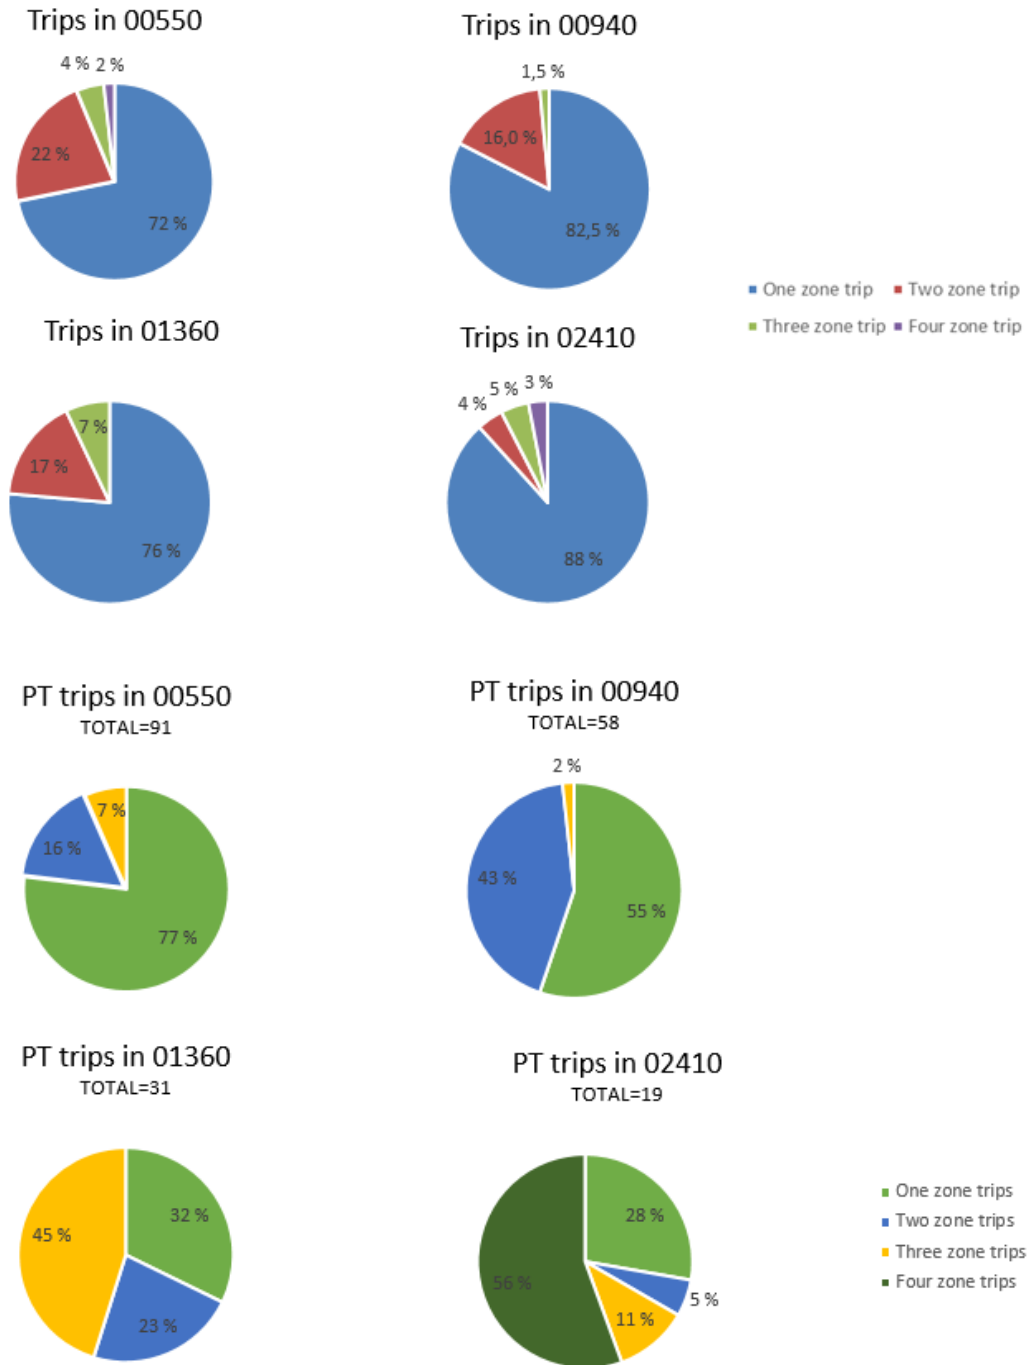 Trips in 00550
4 % 2 %
22 %
72 %
Trips in 00940
1,5 %
16,0 %
82,5 %
One zone trip Two zone trip
Three zone trip Four zone trip
Trips in 01360
7 %
17 %
76 %
Trips in 02410
4 % 5 % 3 %
88 %
PT trips in 00550
TOTAL=91
7 %
16 %
77 %
PT trips in 00940
TOTAL=58
2 %
43 %
55 %
PT trips in 01360
TOTAL=31
45 %
32 %
23 %
PT trips in 02410
TOTAL=19
28 %
56 %
5 %
11 %
One zone trips
Two zone trips
Three zone trips
Four zone trips